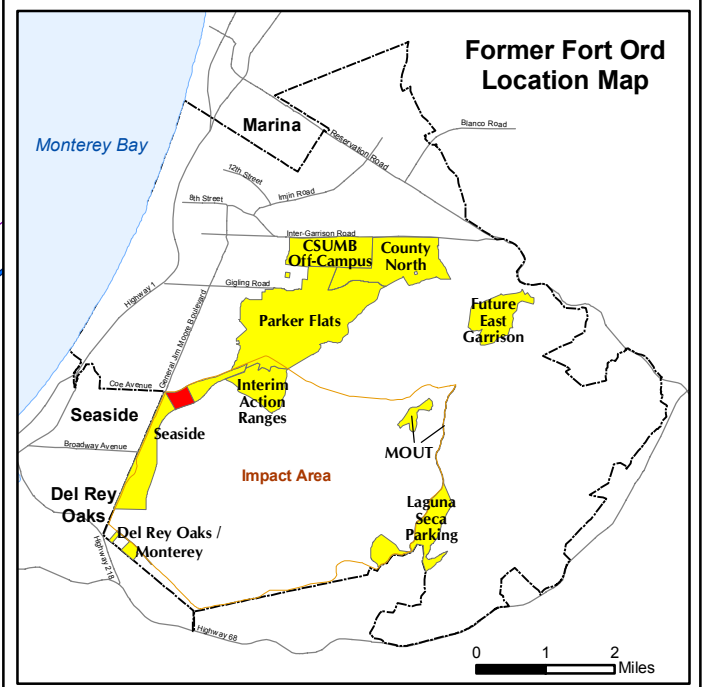 Former Fort Ord
Location Map
Monterey Bay
Marina
Blanco Road
Reservation Road
12th Street
Imjin Road
8th Street
Inter-Garrison Road
CSUMB
Off-Campus
County
North
Gigling Road
Highway 1
General Jim Moore Boulevard
Parker Flats
Future
East
Garrison
Coe Avenue
Interim
Action
Ranges
Seaside
Seaside
Broadway Avenue
MOUT
Impact Area
Del Rey
Oaks
Laguna
Seca
Parking
Del Rey Oaks /
Monterey
Highway 218
Highway 68
0 1 2
Miles